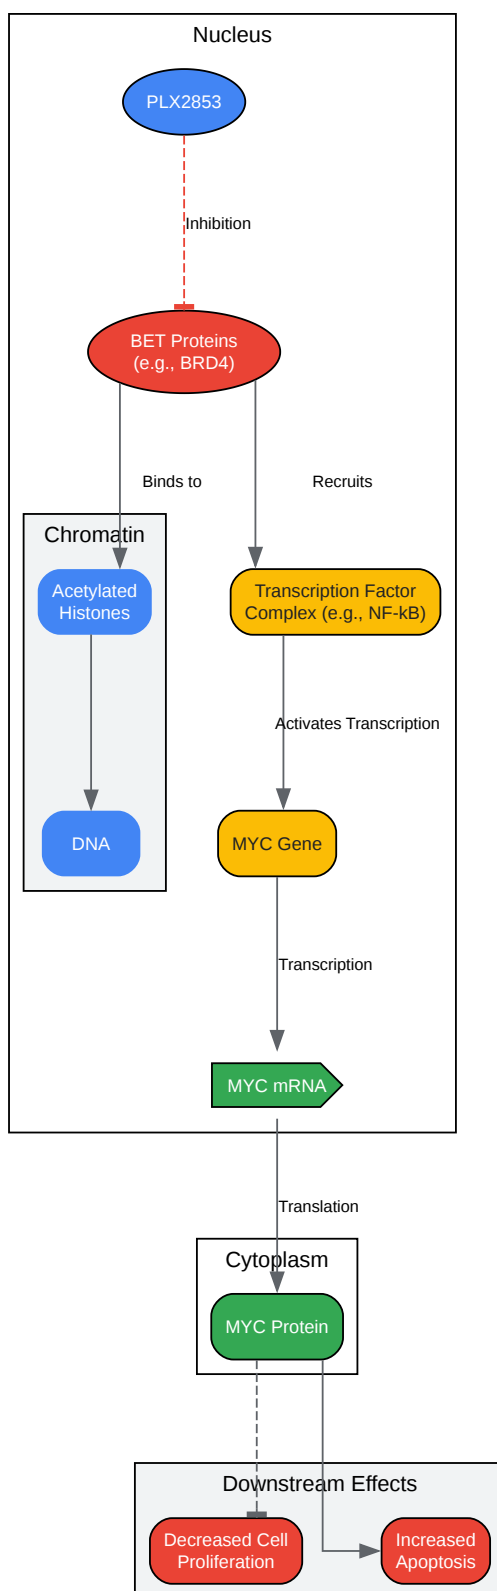 Nucleus
PLX2853
Inhibition
BET Proteins
(e.g., BRD4)
Binds to
Recruits
Chromatin
Acetylated
Histones
Transcription Factor
Complex (e.g., NF-kB)
Activates Transcription
DNA
MYC Gene
Transcription
MYC mRNA
Translation
Cytoplasm
MYC Protein
Downstream Effects
Decreased Cell
Proliferation
Increased
Apoptosis